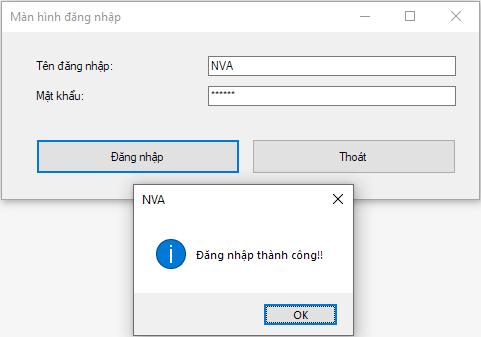 Màn hình đăng nhập
Tên đăng nhập:
NVA
Mật khẩu:
******
Đăng nhập
Thoát
NVA
Đăng nhập thành công!!
OK